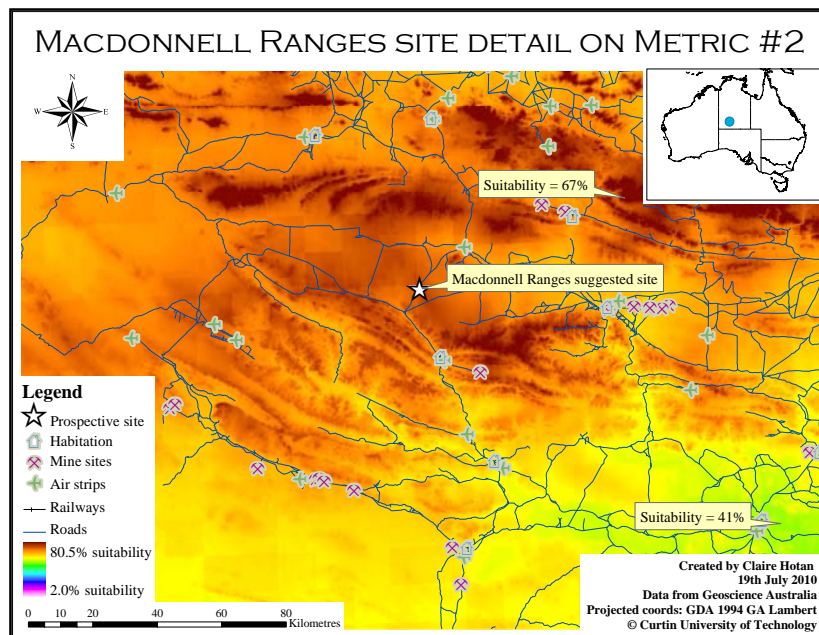 MACDONNELL RANGES SITE DETAIL ON METRIC #2
N
W E
S
Suitability = 67%
Macdonnell Ranges suggested site
Legend
Prospective site
Habitation
Mine sites
Air strips
Railways
Roads
80.5% suitability
2.0% suitability
0 10 20 40 60 80
Kilometres
Suitability = 41%
Created by Claire Hotan
19th July 2010
Data from Geoscience Australia
Projected coords: GDA 1994 GA Lambert
© Curtin University of Technology